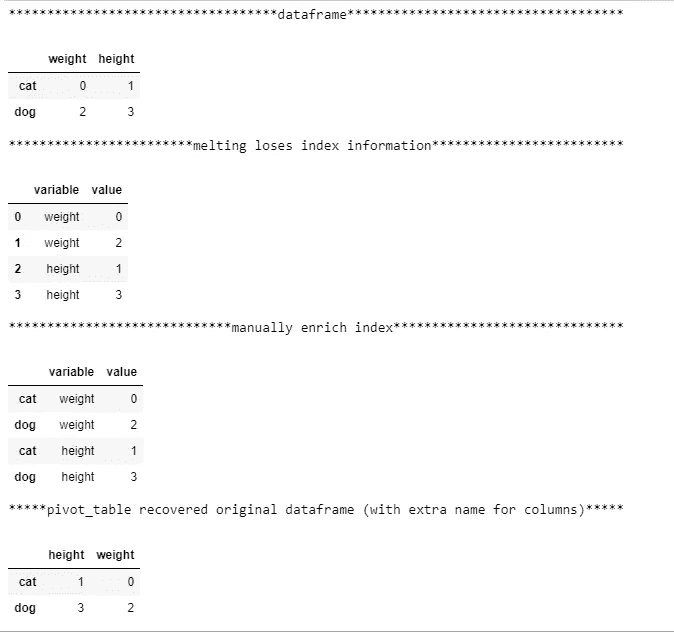 ***********************************dataframe************************************
weight height
cat 0 1
dog 2 3
************************melting loses index information*************************
variable value
0 weight 0
1 weight 2
2 height 1
3 height 3
*****************************manually enrich index******************************
variable value
cat weight 0
dog weight 2
cat height 1
dog height 3
*****pivot_table recovered original dataframe (with extra name for columns)*****
height weight
cat 1 0
dog 3 2